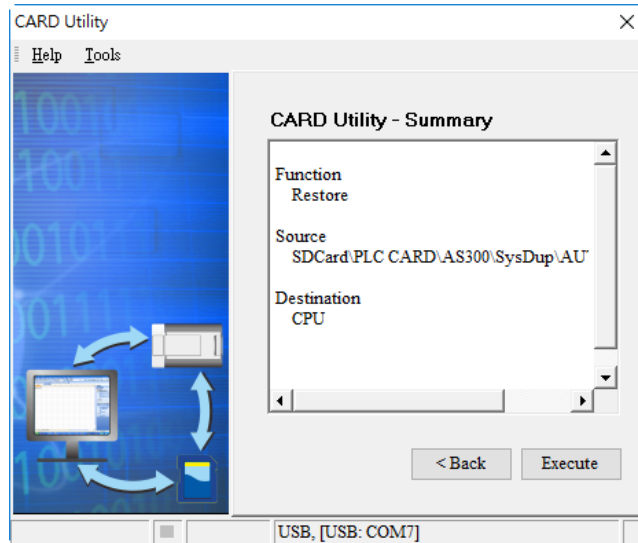 CARD Utility
Help Tools
CARD Utility - Summary
Function
Restore
Source
SDCard\PLC CARD\AS300\SysDup\AU
Destination
CPU
< Back Execute
USB, [USB: COM7]